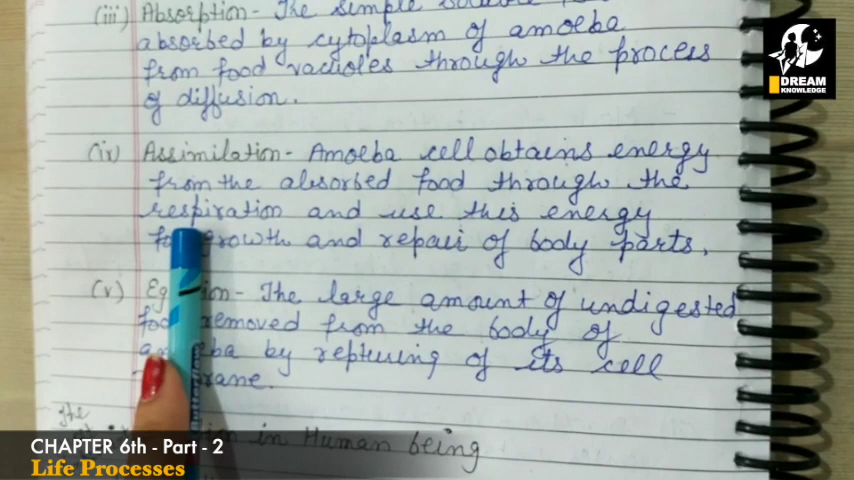 (iii) Absorption - The simple
absorbed by cytoplasm of amoeba
from food vacuoles through the process
of diffusion.
(iv) Assimilation - Amoeba cell obtains energy
from the absorbed food through the
respiration and use this energy
growth and repair of body parts.
(v) - The large amount of undigested
removed from the body of
by repturing of its cell
The
in Human being
DREAM
KNOWLEDGE
CHAPTER 6th - Part - 2
Life Processes